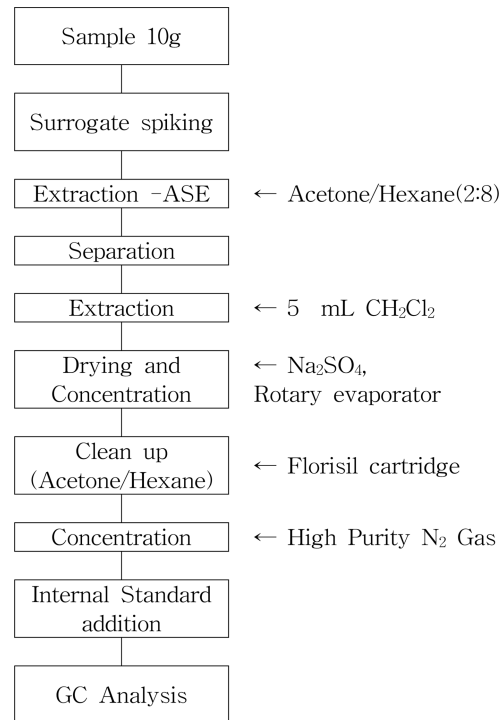 Sample 10g
Surrogate spiking
Extraction -ASE
← Acetone/Hexane(2:8)
Separation
Extraction
← 5 mL CH₂Cl₂
Drying and
Concentration
← Na₂SO₄,
Rotary evaporator
Clean up
(Acetone/Hexane)
← Florisil cartridge
Concentration
← High Purity N₂ Gas
Internal Standard
addition
GC Analysis